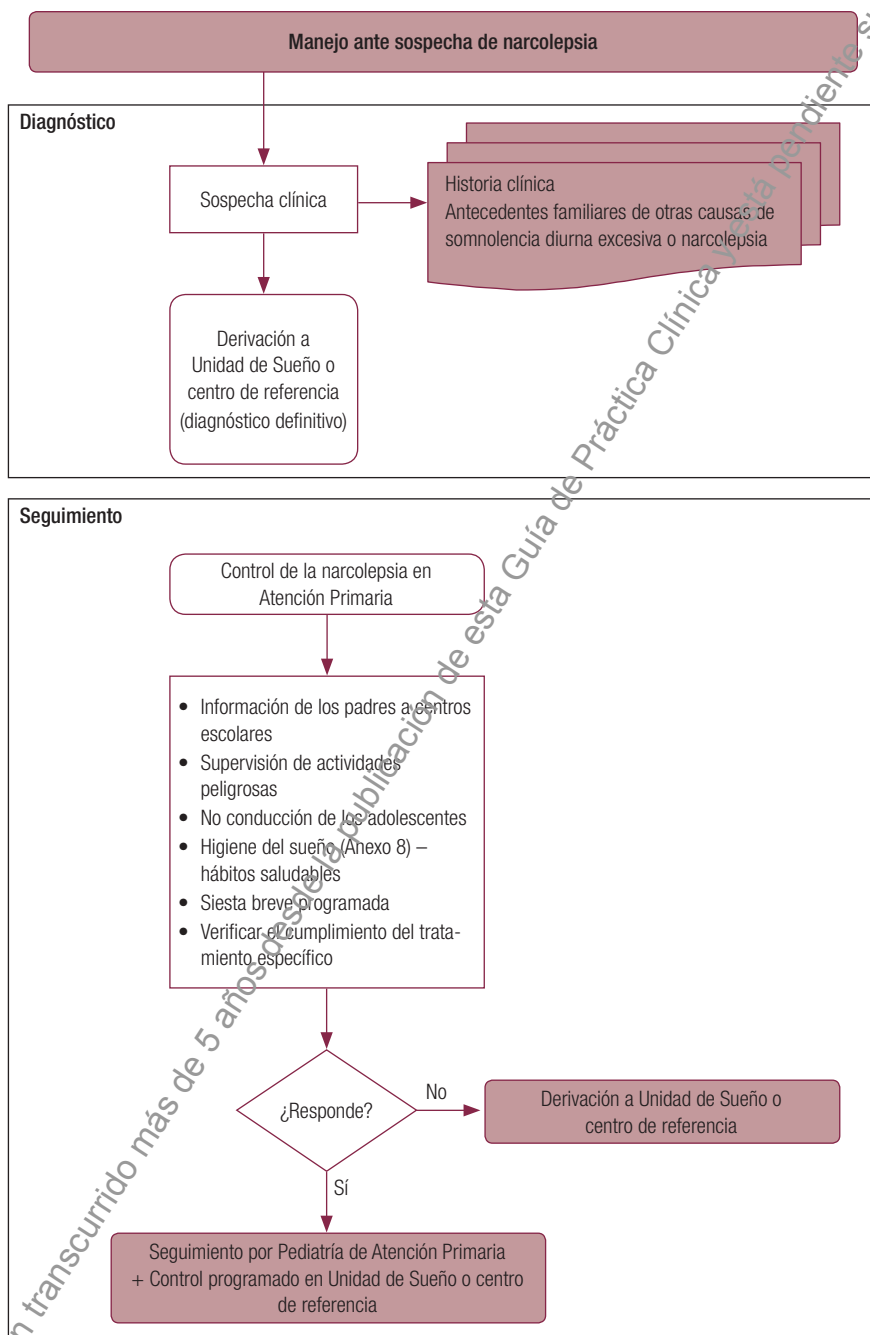 Manejo ante sospecha de narcolepsia
Diagnóstico
Sospecha clínica
Historia clínica
Antecedentes familiares de otras causas de
somnolencia diurna excesiva o narcolepsia
Derivación a
Unidad de Sueño o
centro de referencia
(diagnóstico definitivo)
Seguimiento
Control de la narcolepsia en
Atención Primaria
• Información de los padres a centros
escolares
• Supervisión de actividades
peligrosas
• No conducción de los adolescentes
• Higiene del sueño (Anexo 8) –
hábitos saludables
• Siesta breve programada
• Verificar el cumplimiento del trata-
miento específico
¿Responde?
No
Derivación a Unidad de Sueño o
centro de referencia
Sí
Seguimiento por Pediatría de Atención Primaria
+ Control programado en Unidad de Sueño o centro
de referencia
transcurrido más de 5 años desde la publicación de esta Guía de Práctica Clínica y está pendiente